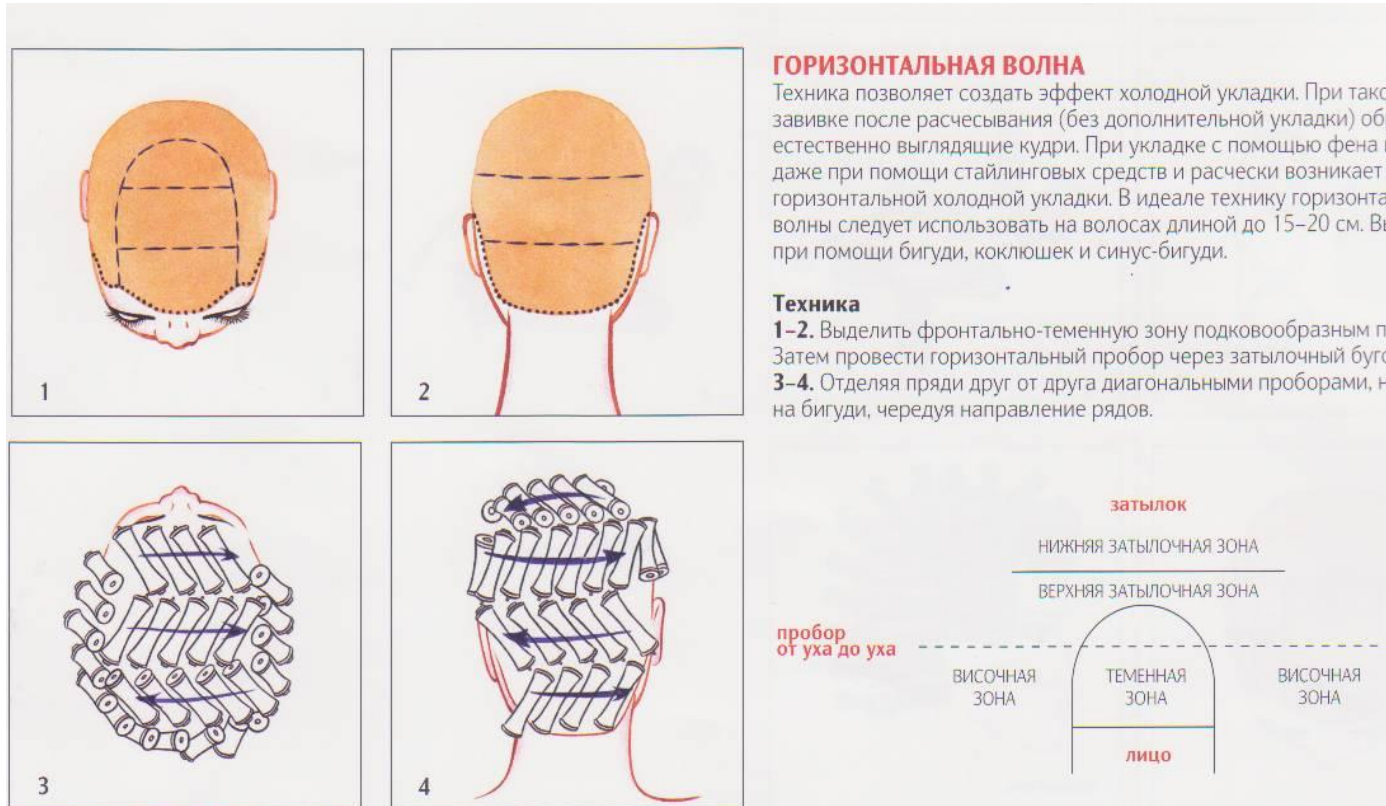 ГОРИЗОНТАЛЬНАЯ ВОЛНА
Техника позволяет создать эффект холодной укладки. При тако
завивке после расчесывания (без дополнительной укладки) об
естественно выглядящие кудри. При укладке с помощью фена
даже при помощи стайлинговых средств и расчески возникает
горизонтальной холодной укладки. В идеале технику горизонта
волны следует использовать на волосах длиной до 15–20 см. Вы
при помощи бигуди, коклюшек и синус-бигуди.
Техника
1–2. Выделить фронтально-теменную зону подковообразным п
Затем провести горизонтальный пробор через затылочный буго
3–4. Отделяя пряди друг от друга диагональными проборами, н
на бигуди, чередуя направление рядов.
1
2
3
4
затылок
НИЖНЯЯ ЗАТЫЛОЧНАЯ ЗОНА
ВЕРХНЯЯ ЗАТЫЛОЧНАЯ ЗОНА
пробор
от уха до уха
ВИСОЧНАЯ ЗОНА
ТЕМЕННАЯ ЗОНА
ВИСОЧНАЯ ЗОНА
лицо